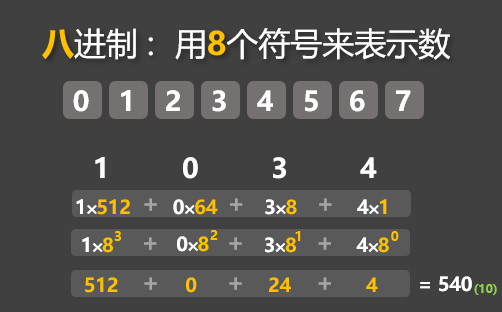 八进制：用8个符号来表示数
0 1 2 3 4 5 6 7
1 0 3 4
1×512 + 0×64 + 3×8 + 4×1
1×8³ + 0×8² + 3×8¹ + 4×8⁰
512 + 0 + 24 + 4 = 540(10)